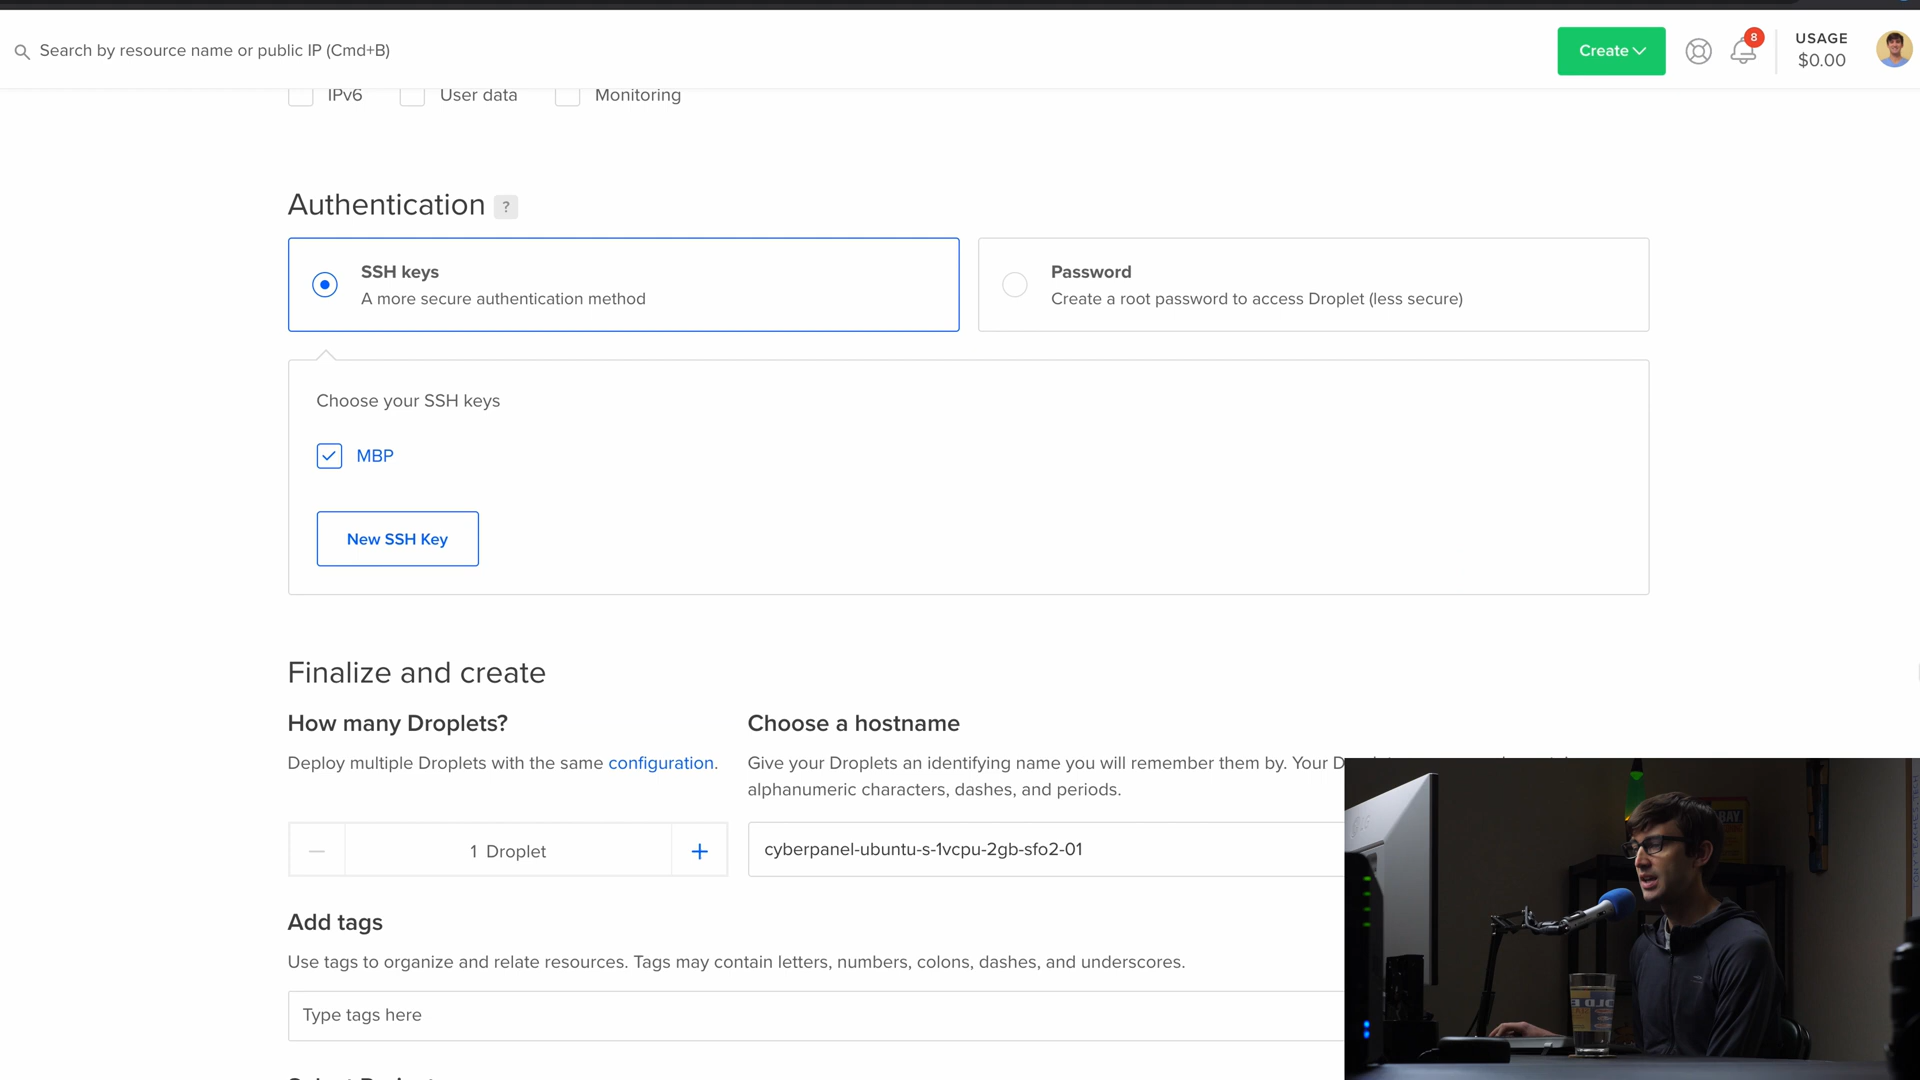 Search by resource name or public IP (Cmd+B)
Create
8
USAGE
$0.00
IPv6
User data
Monitoring
Authentication ?
SSH keys
A more secure authentication method
Password
Create a root password to access Droplet (less secure)
Choose your SSH keys
MBP
New SSH Key
Finalize and create
How many Droplets?
Deploy multiple Droplets with the same configuration.
1 Droplet
Choose a hostname
Give your Droplets an identifying name you will remember them by. Your
alphanumeric characters, dashes, and periods.
cyberpanel-ubuntu-s-1vcpu-2gb-sfo2-01
Add tags
Use tags to organize and relate resources. Tags may contain letters, numbers, colons, dashes, and underscores.
Type tags here